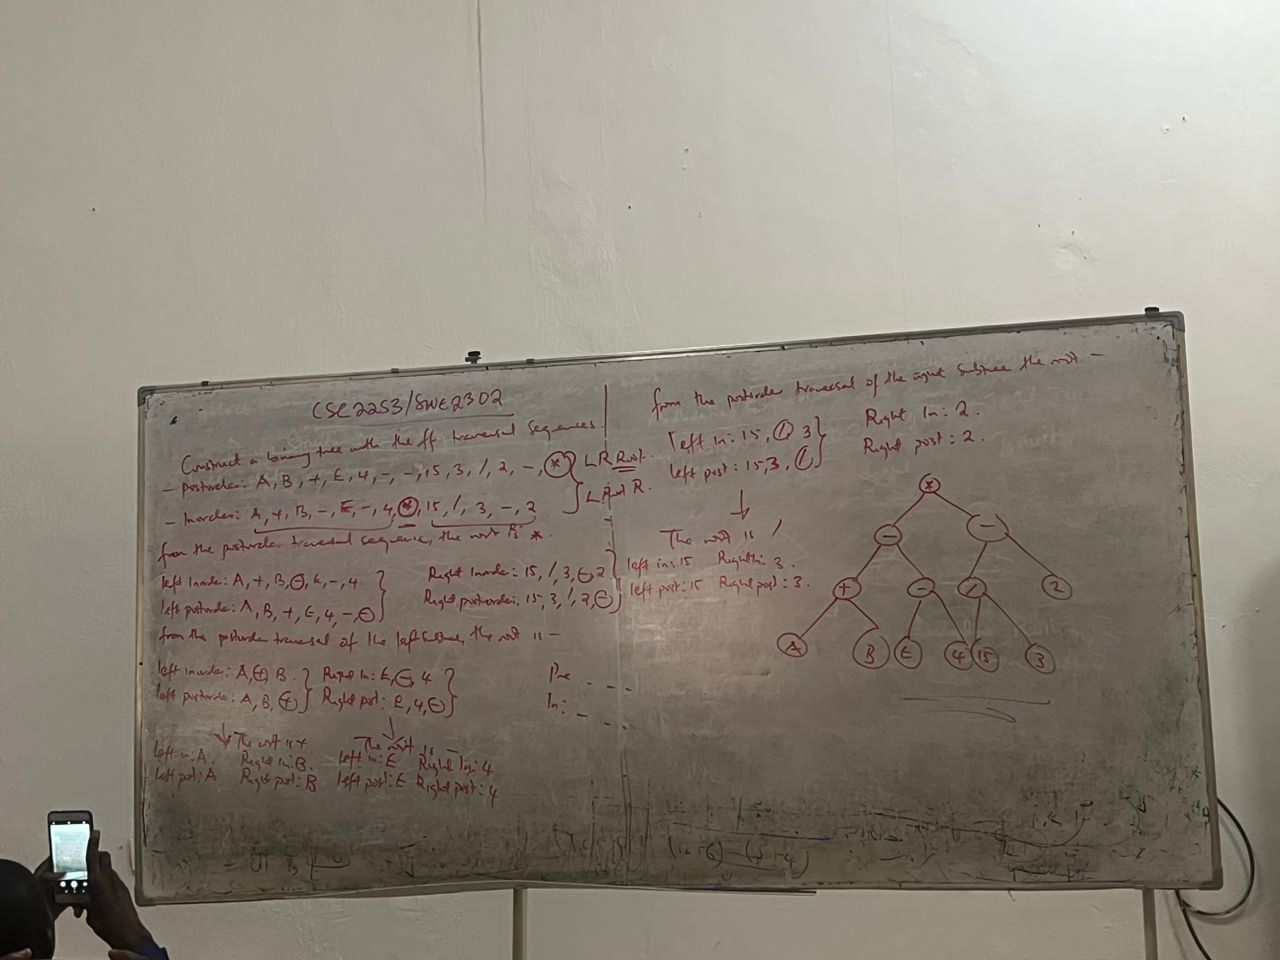 CSC2253/SWE2302
Construct a binary tree with the ff traversal sequences.
- Postorder: A, B, +, E, 4, -, -, 15, 3, /, 2, -, * } L R Root.
- Inorder: A, +, B, -, E, -, 4, *, 15, /, 3, -, 2 } L Root R.
from the postorder traversal sequence, the root is *.
left Inorder: A, +, B, -, E, -, 4
left postorder: A, B, +, E, 4, -, -
Right Inorder: 15, /, 3, -, 2
Right postorder: 15, 3, /, 2, -
from the postorder traversal of the left subtree, the root is -
left inorder: A, + B
left postorder: A, B, +
Right In: E, -, 4
Right post: E, 4, -
The root is +
left in: A. Right In: B.
left post: A Right post: B
The root is -
left in: E Right In: 4
left post: E Right post: 4
Pre - - -
In: - - -
from the postorder traversal of the right subtree the root -
left in: 15, / 3
left post: 15, 3, /
Right In: 2.
Right post: 2.
The root is /
left in: 15 Right In: 3.
left post: 15 Right post: 3.
*
- -
+ - / 2
A B E 4 15 3